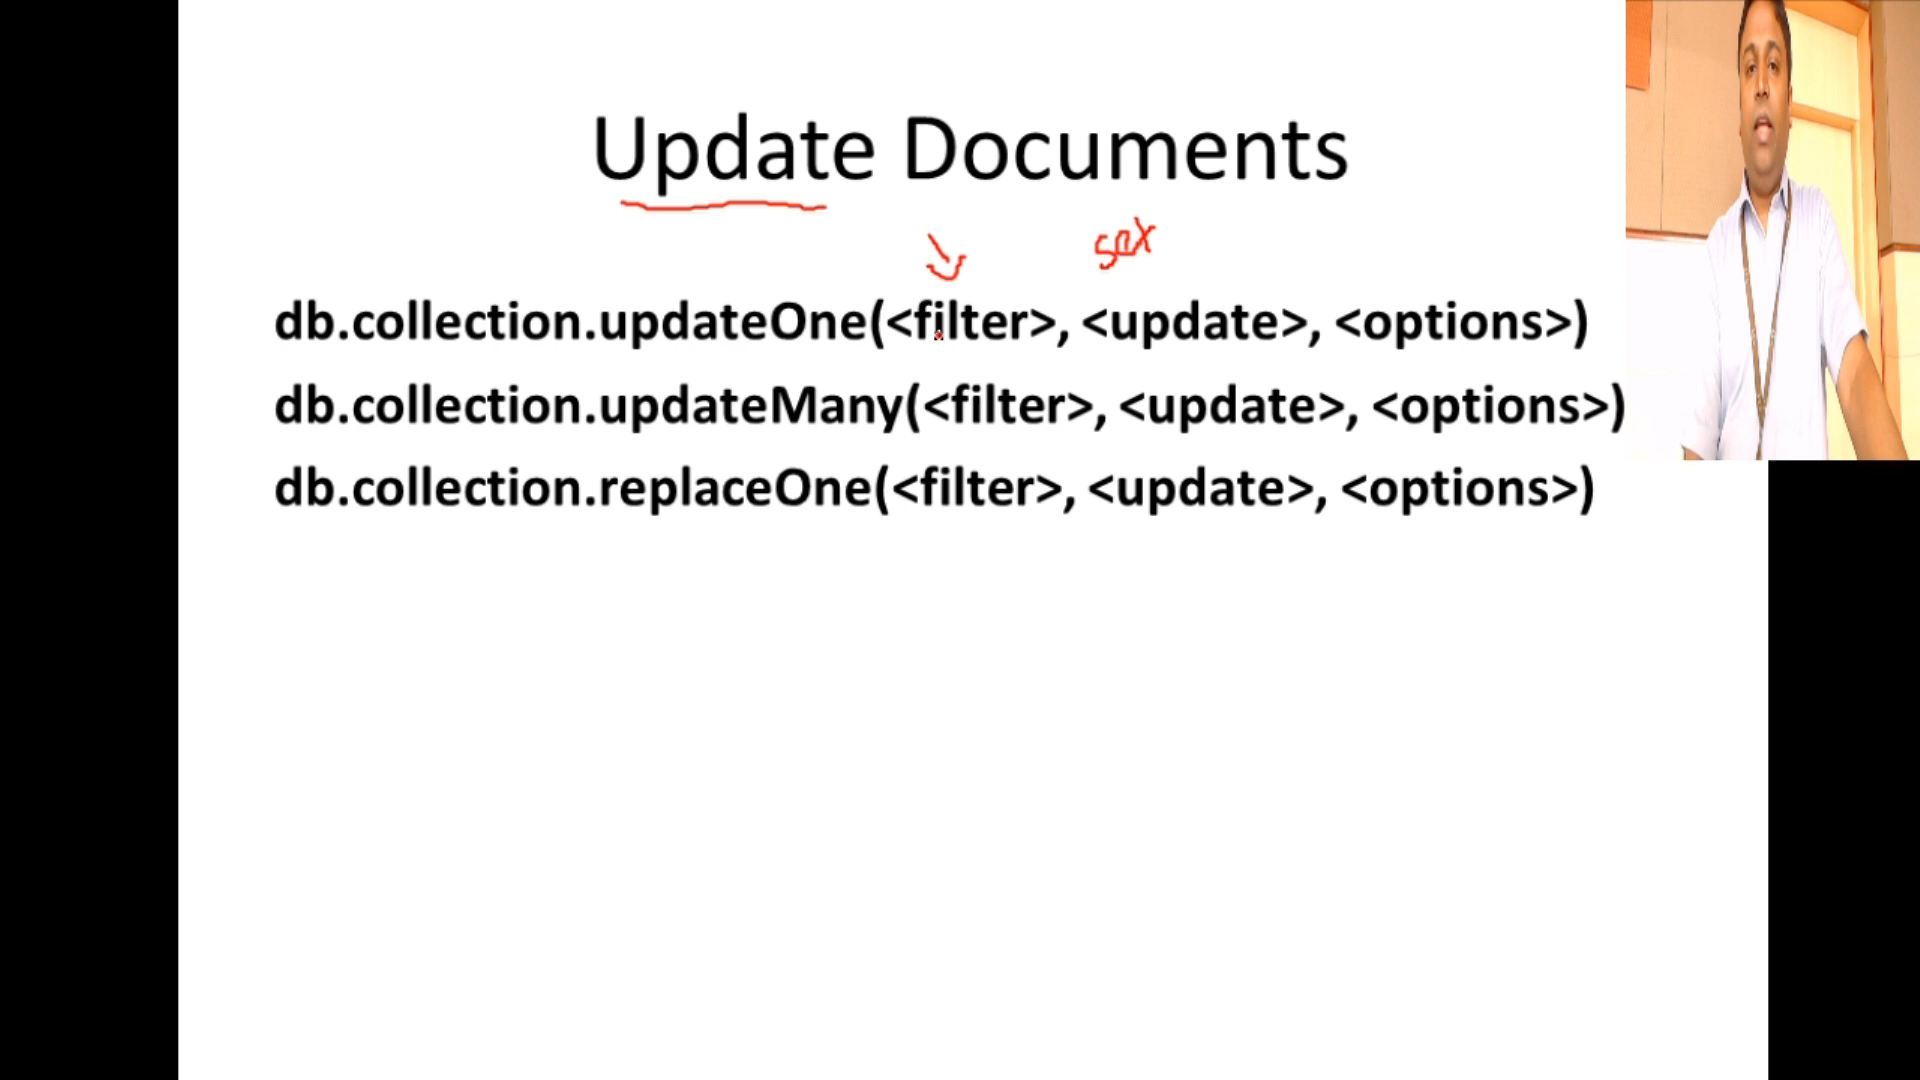 Update Documents
set
db.collection.updateOne(<filter>, <update>, <options>)
db.collection.updateMany(<filter>, <update>, <options>)
db.collection.replaceOne(<filter>, <update>, <options>)